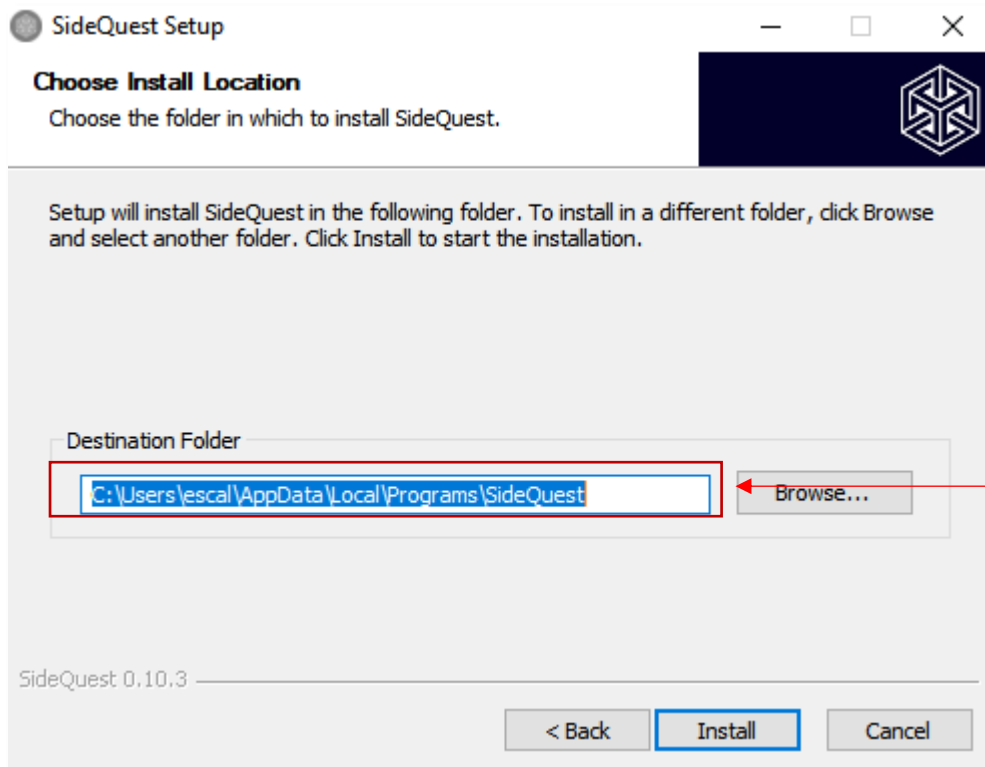 SideQuest Setup
Choose Install Location
Choose the folder in which to install SideQuest.
Setup will install SideQuest in the following folder. To install in a different folder, click Browse
and select another folder. Click Install to start the installation.
Destination Folder
C:\Users\escal\AppData\Local\Programs\SideQuest
Browse...
SideQuest 0.10.3
< Back
Install
Cancel